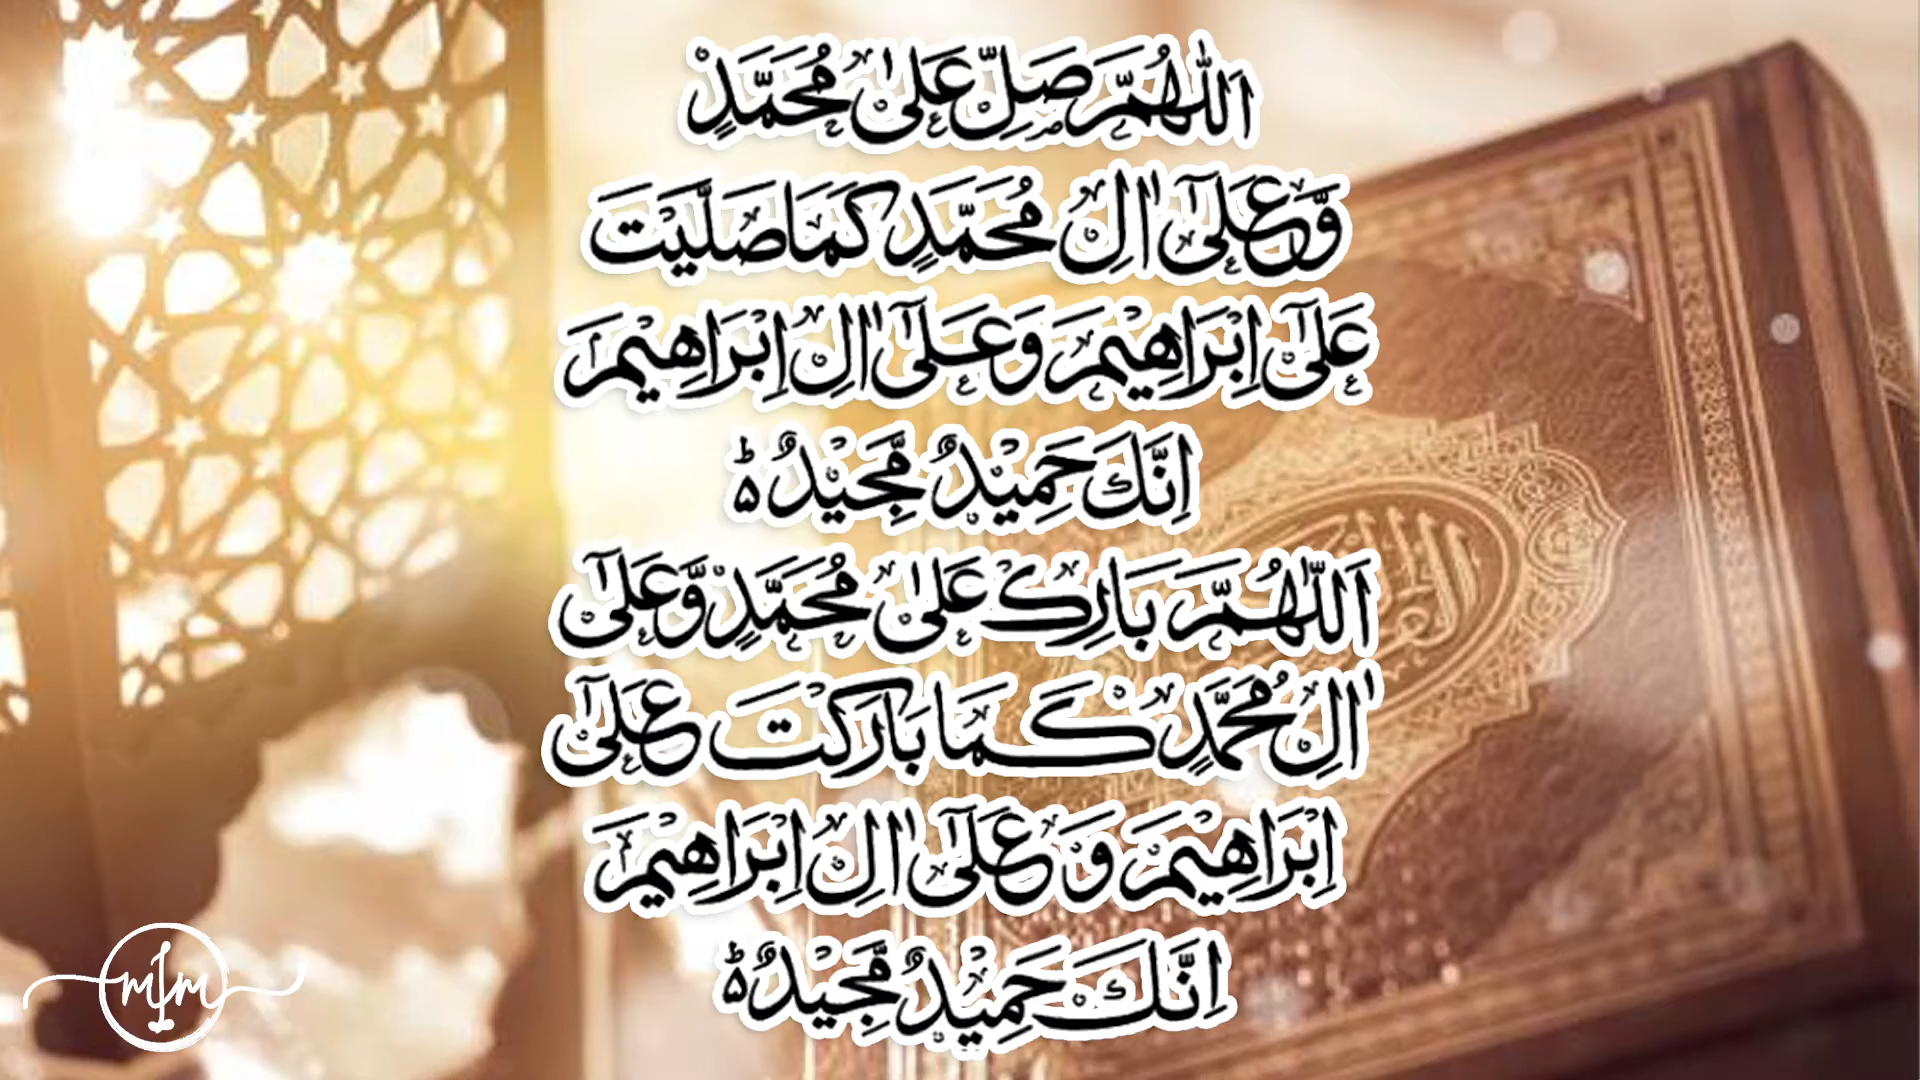 اَللّٰهُمَّ صَلِّ عَلٰى مُحَمَّدٍ
وَّعَلٰٓى اٰلِ مُحَمَّدٍ كَمَا صَلَّيْتَ
عَلٰٓى اِبْرَاهِيْمَ وَعَلٰٓى اٰلِ اِبْرَاهِيْمَ
اِنَّكَ حَمِيْدٌ مَّجِيْدٌ ؕ
اَللّٰهُمَّ بَارِكْ عَلٰى مُحَمَّدٍ وَّعَلٰٓى
اٰلِ مُحَمَّدٍ كَمَا بَارَكْتَ عَلٰٓى
اِبْرَاهِيْمَ وَ عَلٰٓى اٰلِ اِبْرَاهِيْمَ
اِنَّكَ حَمِيْدٌ مَّجِيْدٌ ؕ